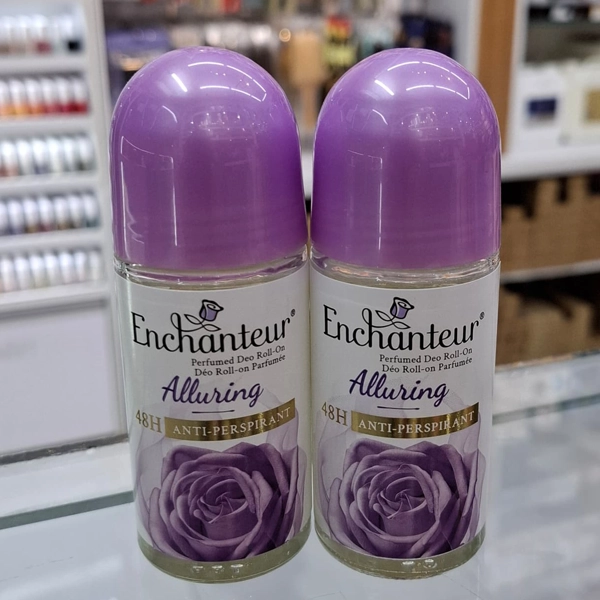 Enchanteur®
Perfumed Deo Roll-On
Déo Roll-on Parfumée
Alluring
48H ANTI-PERSPIRANT
Enchanteur®
Perfumed Deo Roll-On
Déo Roll-on Parfumée
Alluring
48H ANTI-PERSPIRANT